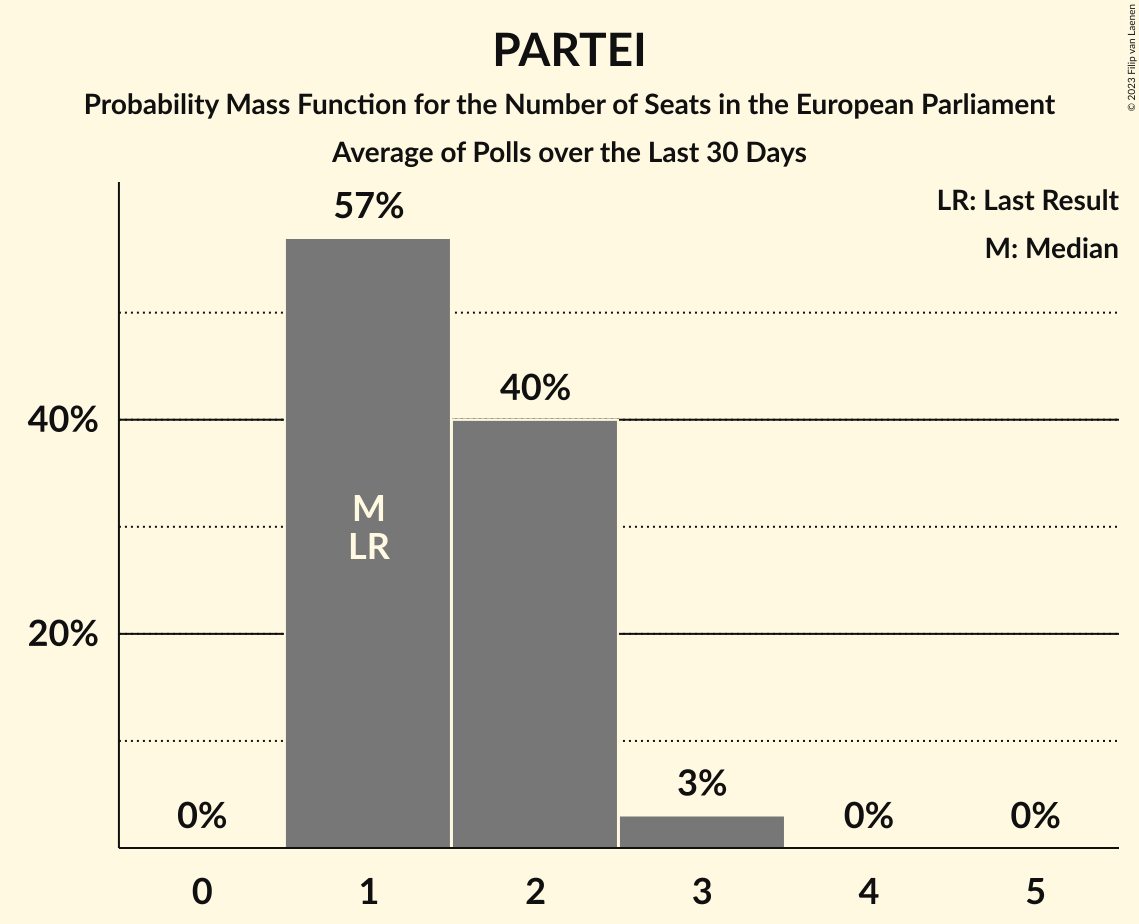 PARTEI
Probability Mass Function for the Number of Seats in the European Parliament
Average of Polls over the Last 30 Days
© 2023 Filip van Laenen
LR: Last Result
M: Median
57%
40%
40%
M
LR
20%
3%
0%
0%
0%
0 1 2 3 4 5